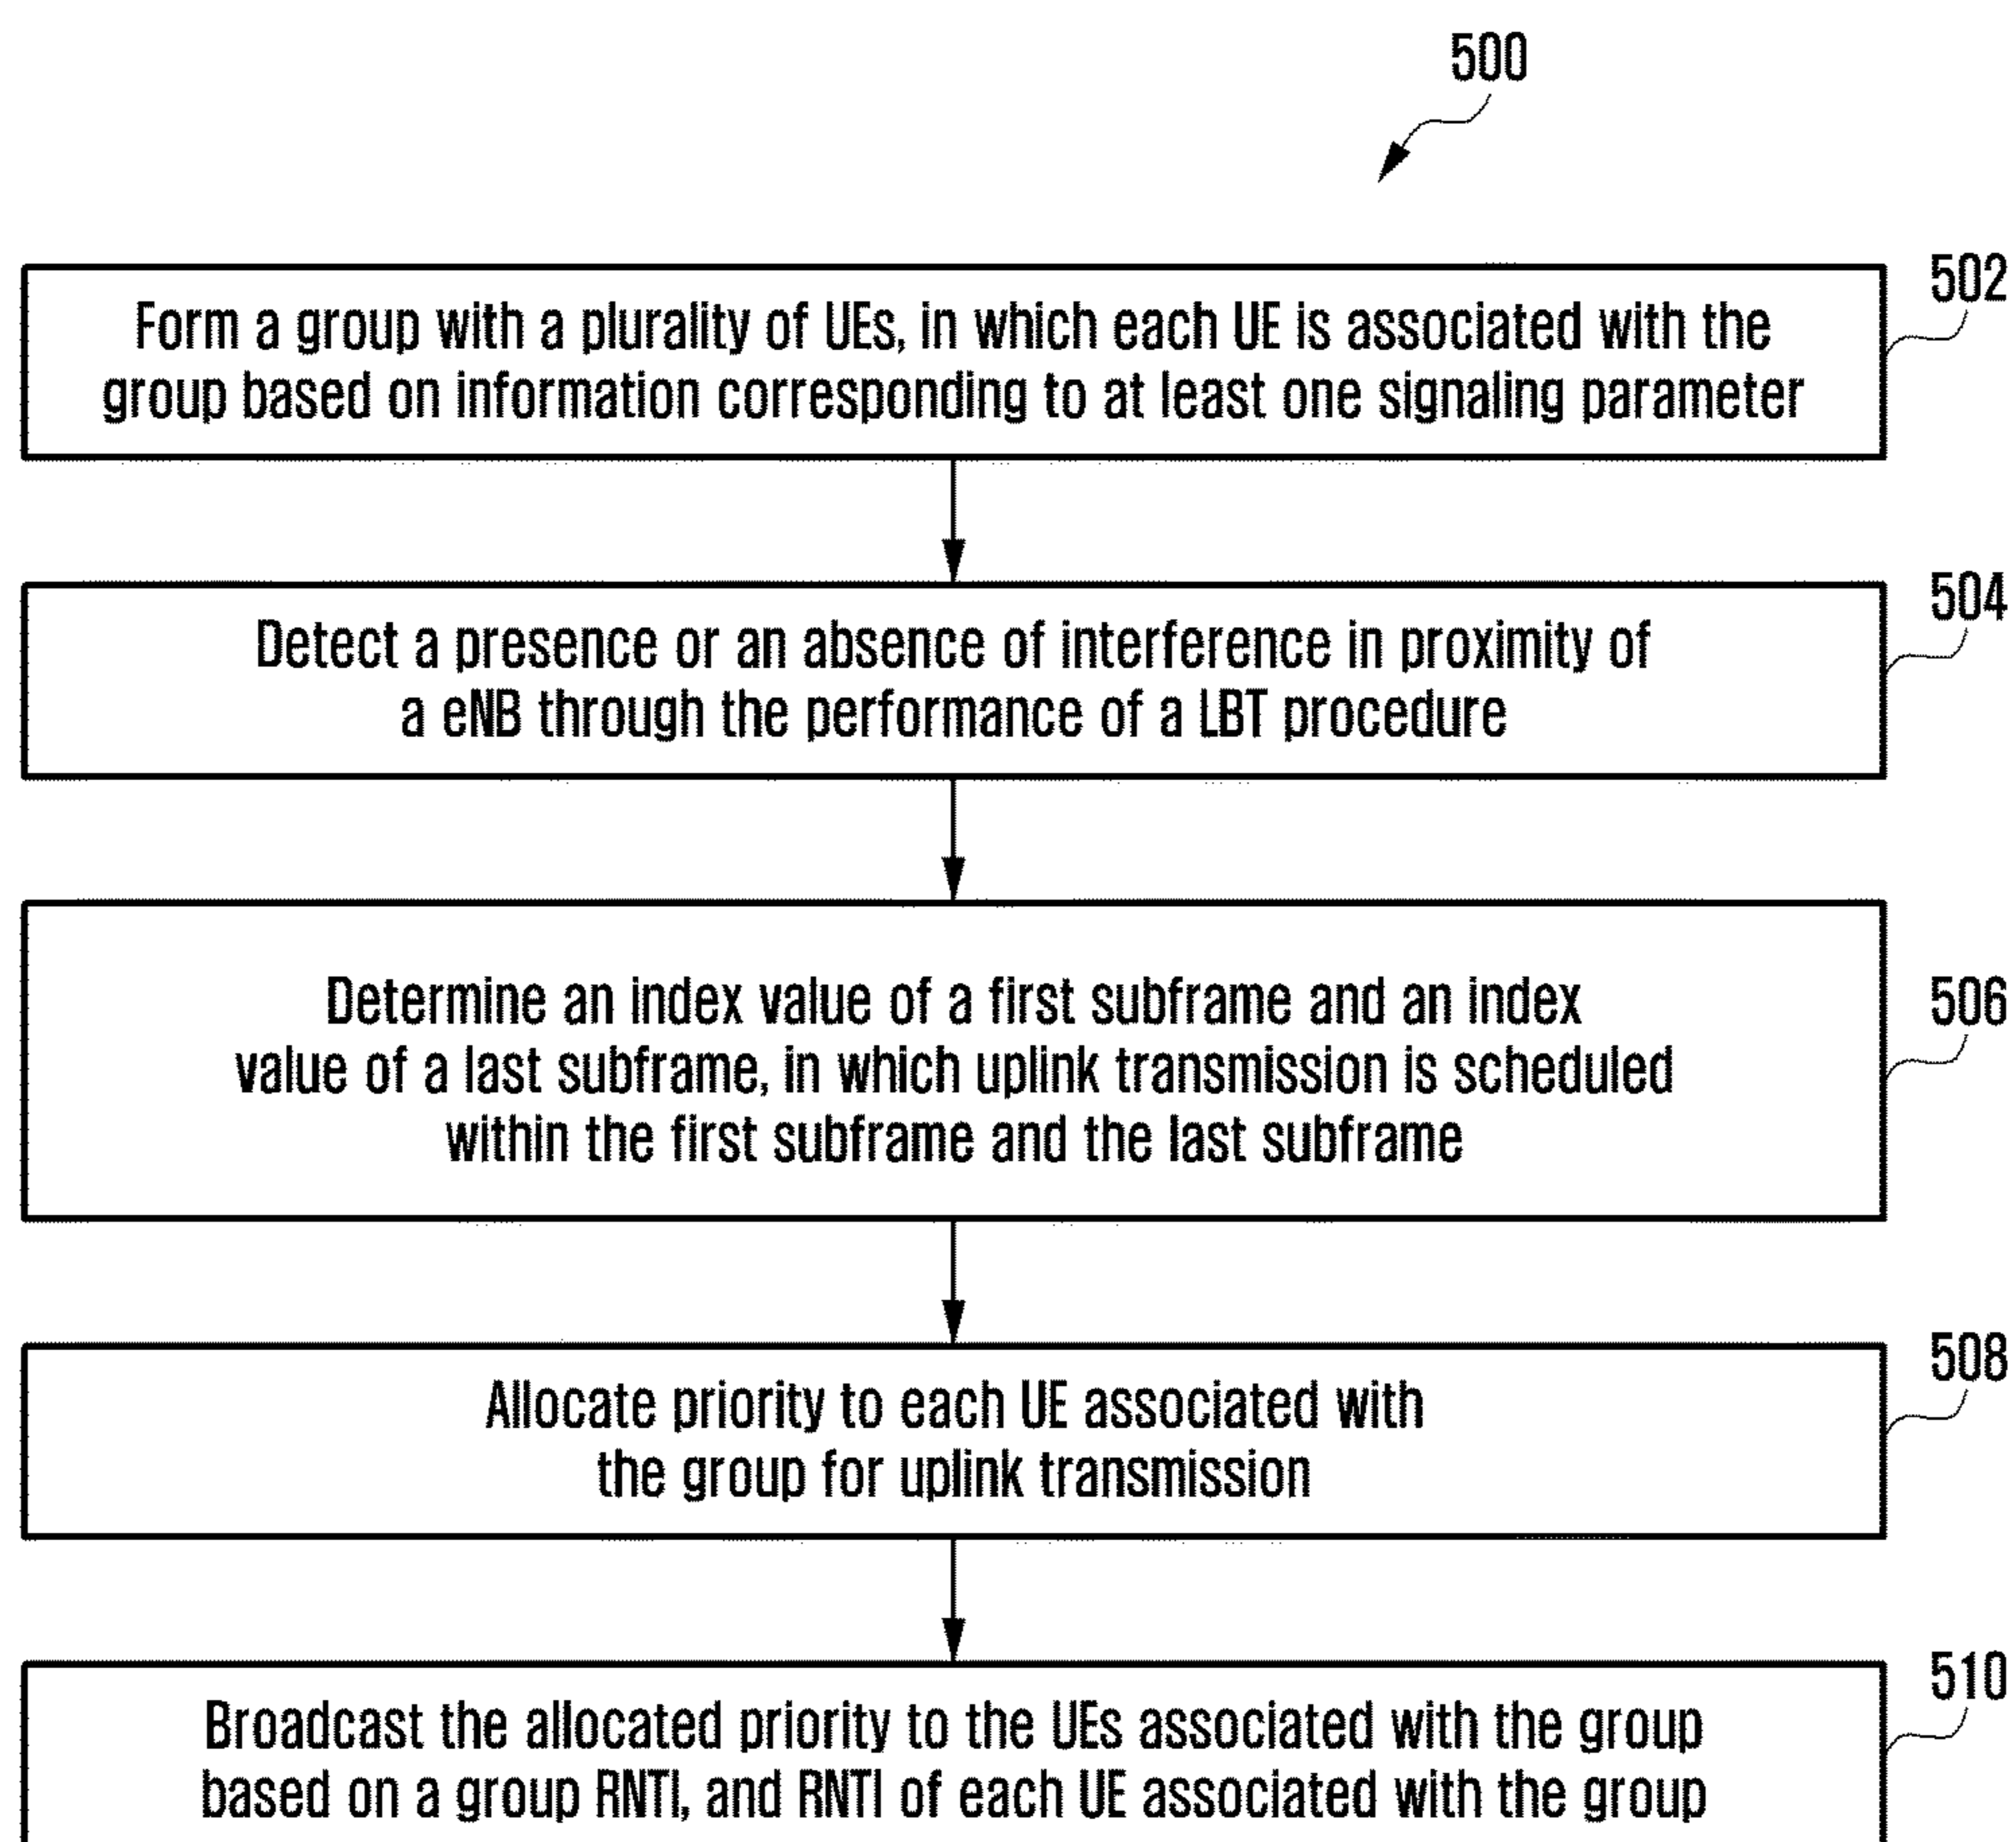 500
502
Form a group with a plurality of UEs, in which each UE is associated with the
group based on information corresponding to at least one signaling parameter
504
Detect a presence or an absence of interference in proximity of
a eNB through the performance of a LBT procedure
506
Determine an index value of a first subframe and an index
value of a last subframe, in which uplink transmission is scheduled
within the first subframe and the last subframe
508
Allocate priority to each UE associated with
the group for uplink transmission
510
Broadcast the allocated priority to the UEs associated with the group
based on a group RNTI, and RNTI of each UE associated with the group